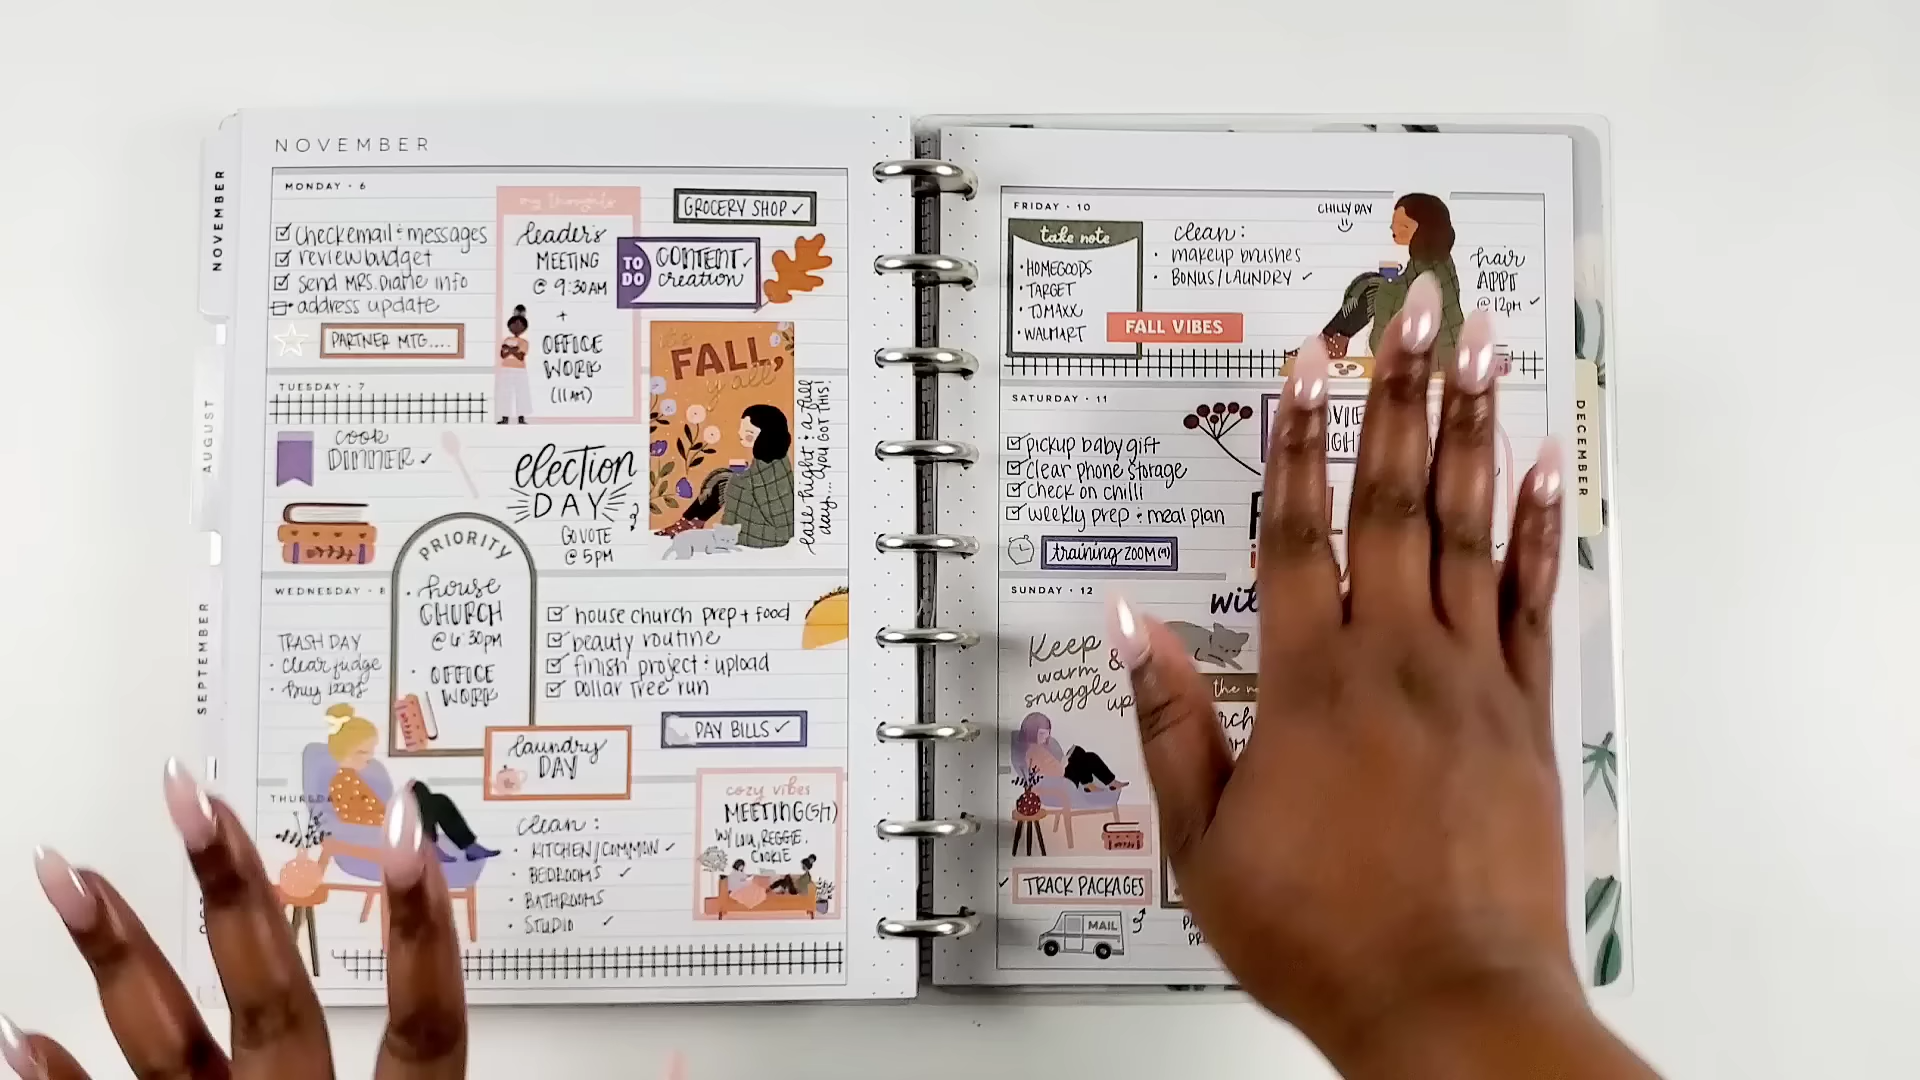 NOVEMBER
NOVEMBER
AUGUST
SEPTEMBER
MONDAY · 6
my thoughts
leader's
MEETING
@ 9:30AM
+
OFFICE
WORK
(11AM)
GROCERY SHOP ✓
TO
DO
CONTENT ✓
creation
check email + messages
review budget
send MRS. Diane info
address update
PARTNER MTG....
TUESDAY · 7
cook
DINNER ✓
election
DAY
GO VOTE
@ 5PM
FALL,
y'all
late night + a full
day... YOU GOT THIS!
PRIORITY
· house
CHURCH
@ 6:30PM
· OFFICE
WORK
WEDNESDAY · 8
TRASH DAY
· clear fridge
· buy bags
house church prep + food
beauty routine
finish project + upload
Dollar Tree run
PAY BILLS ✓
laundry
DAY
clean:
· KITCHEN/COMMON ✓
· BEDROOMS ✓
· BATHROOMS
· STUDIO ✓
cozy vibes
MEETING
W/ LOU, REGGIE,
COOKIE
FRIDAY · 10
take note
· HOMEGOODS
· TARGET
· TJMAXX
· WALMART
clean:
· makeup brushes
· BONUS/LAUNDRY ✓
FALL VIBES
CHILLY DAY
hair
APPT
@ 12pm ✓
SATURDAY · 11
pickup baby gift
clear phone storage
check on chilli
weekly prep + meal plan
training ZOOM
SUNDAY · 12
Keep
warm &
snuggle
up
the
TRACK PACKAGES
MAIL
DECEMBER